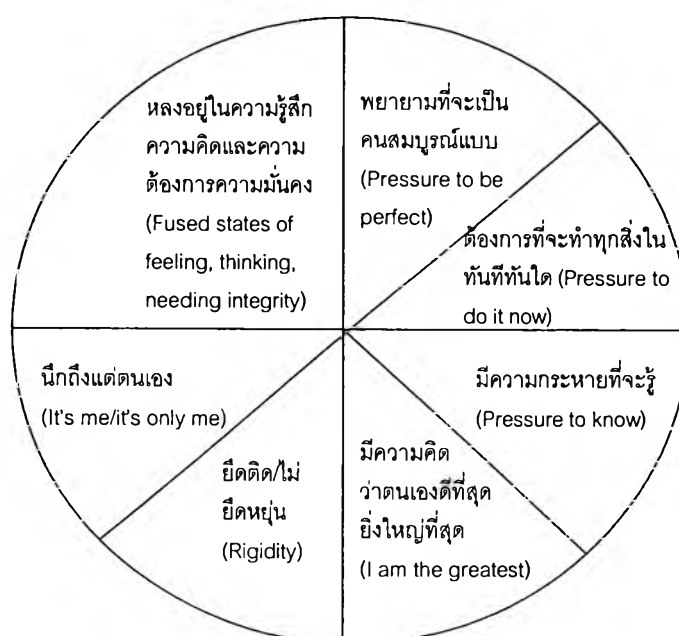 หลงอยู่ในความรู้สึก
ความคิดและความ
ต้องการความมั่นคง
(Fused states of
feeling, thinking,
needing integrity)
พยายามที่จะเป็น
คนสมบูรณ์แบบ
(Pressure to be
perfect)
ต้องการที่จะทำทุกสิ่งใน
ทันทีทันใด (Pressure to
do it now)
นึกถึงแต่ตนเอง
(It's me/it's only me)
มีความกระหายที่จะรู้
(Pressure to know)
ยึดติด/ไม่
ยืดหยุ่น
(Rigidity)
มีความคิด
ว่าตนเองดีที่สุด
ยิ่งใหญ่ที่สุด
(I am the greatest)